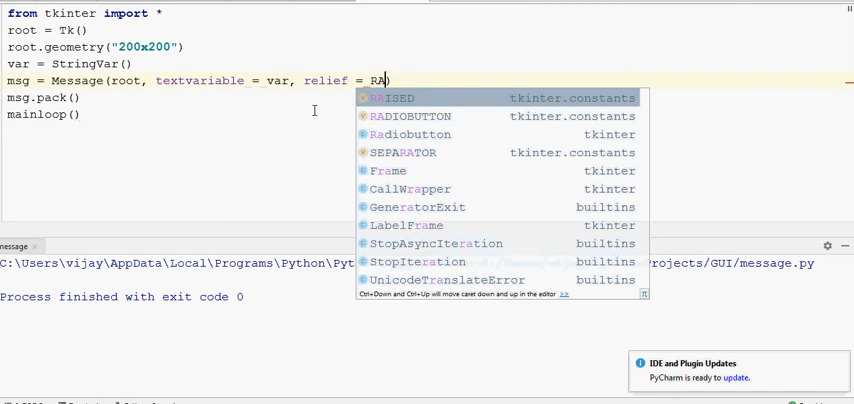 from tkinter import *
root = Tk()
root.geometry("200x200")
var = StringVar()
msg = Message(root, textvariable = var, relief = RA)
msg.pack()
mainloop()
RAISED tkinter.constants
RADIOBUTTON tkinter.constants
Radiobutton tkinter
SEPARATOR tkinter.constants
Frame tkinter
CallWrapper tkinter
GeneratorExit builtins
LabelFrame tkinter
StopAsyncIteration builtins
StopIteration builtins
UnicodeTranslateError builtins
Ctrl+Down and Ctrl+Up will move caret down and up in the editor >>
message
C:\Users\vijay\AppData\Local\Programs\Python\Pyt rojects/GUI/message.py
Process finished with exit code 0
IDE and Plugin Updates
PyCharm is ready to update.